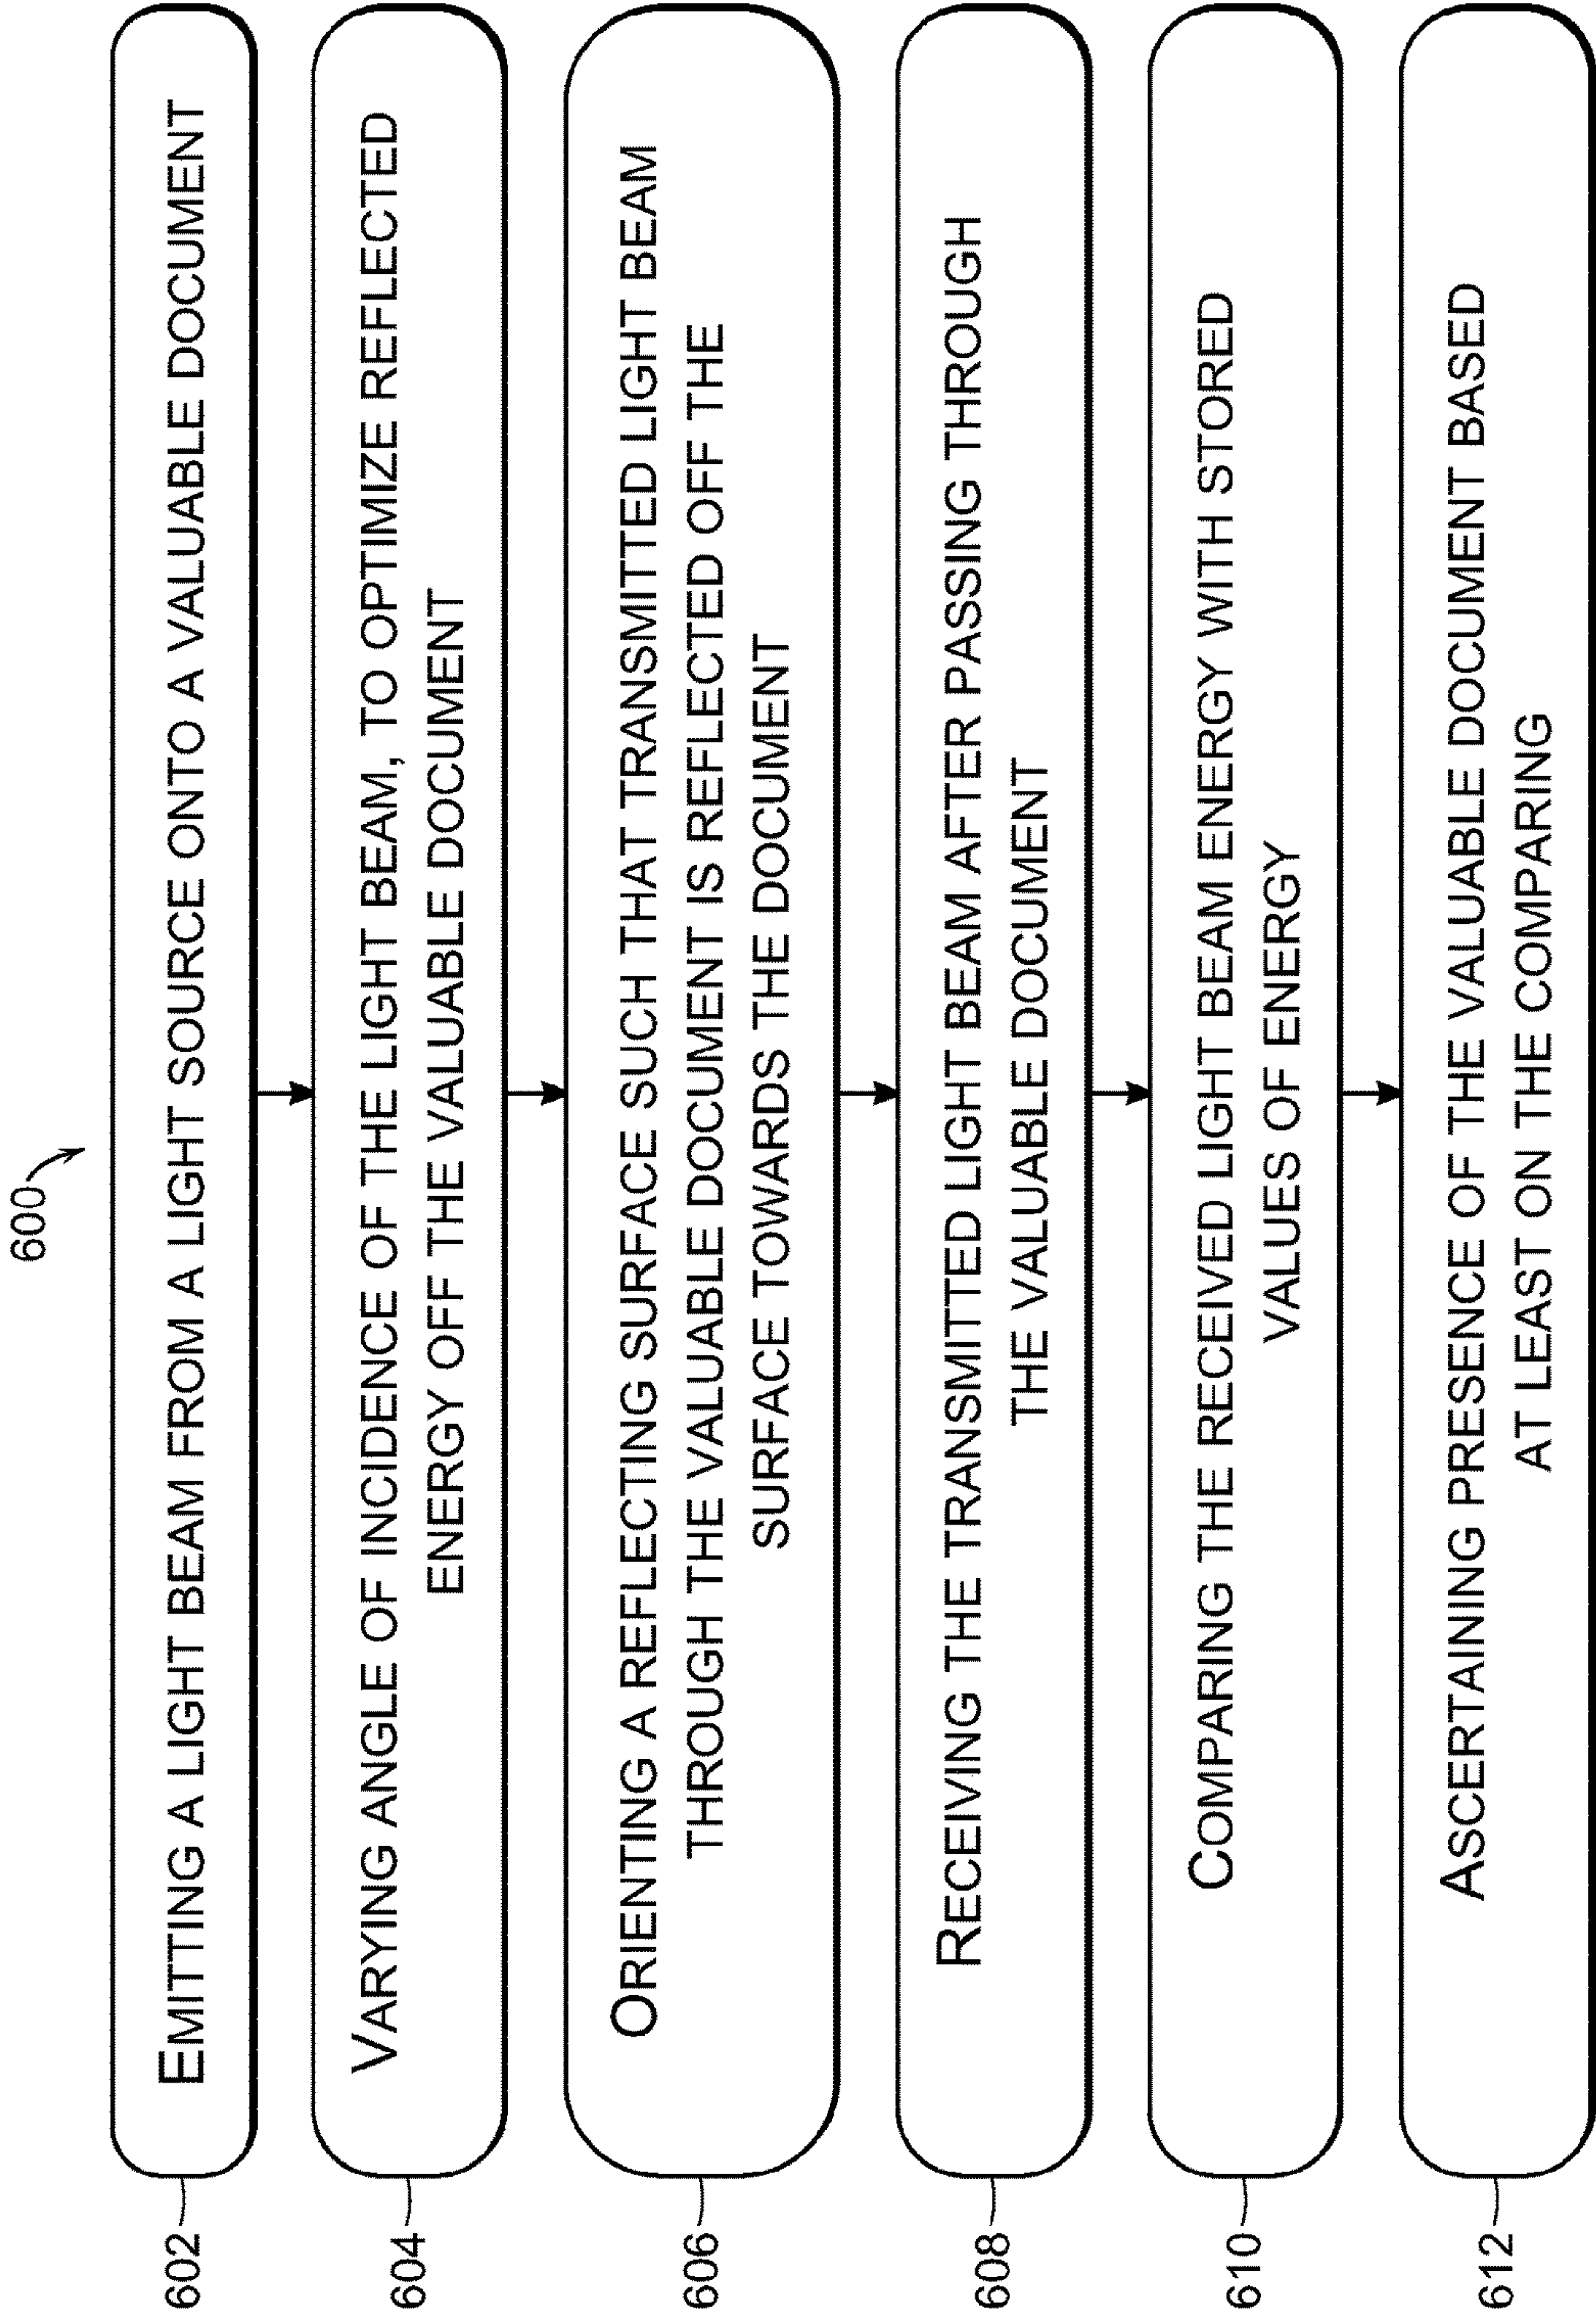 600
602
EMITTING A LIGHT BEAM FROM A LIGHT SOURCE ONTO A VALUABLE DOCUMENT
604
VARYING ANGLE OF INCIDENCE OF THE LIGHT BEAM, TO OPTIMIZE REFLECTED
ENERGY OFF THE VALUABLE DOCUMENT
606
ORIENTING A REFLECTING SURFACE SUCH THAT TRANSMITTED LIGHT BEAM
THROUGH THE VALUABLE DOCUMENT IS REFLECTED OFF THE
SURFACE TOWARDS THE DOCUMENT
608
RECEIVING THE TRANSMITTED LIGHT BEAM AFTER PASSING THROUGH
THE VALUABLE DOCUMENT
610
COMPARING THE RECEIVED LIGHT BEAM ENERGY WITH STORED
VALUES OF ENERGY
612
ASCERTAINING PRESENCE OF THE VALUABLE DOCUMENT BASED
AT LEAST ON THE COMPARING